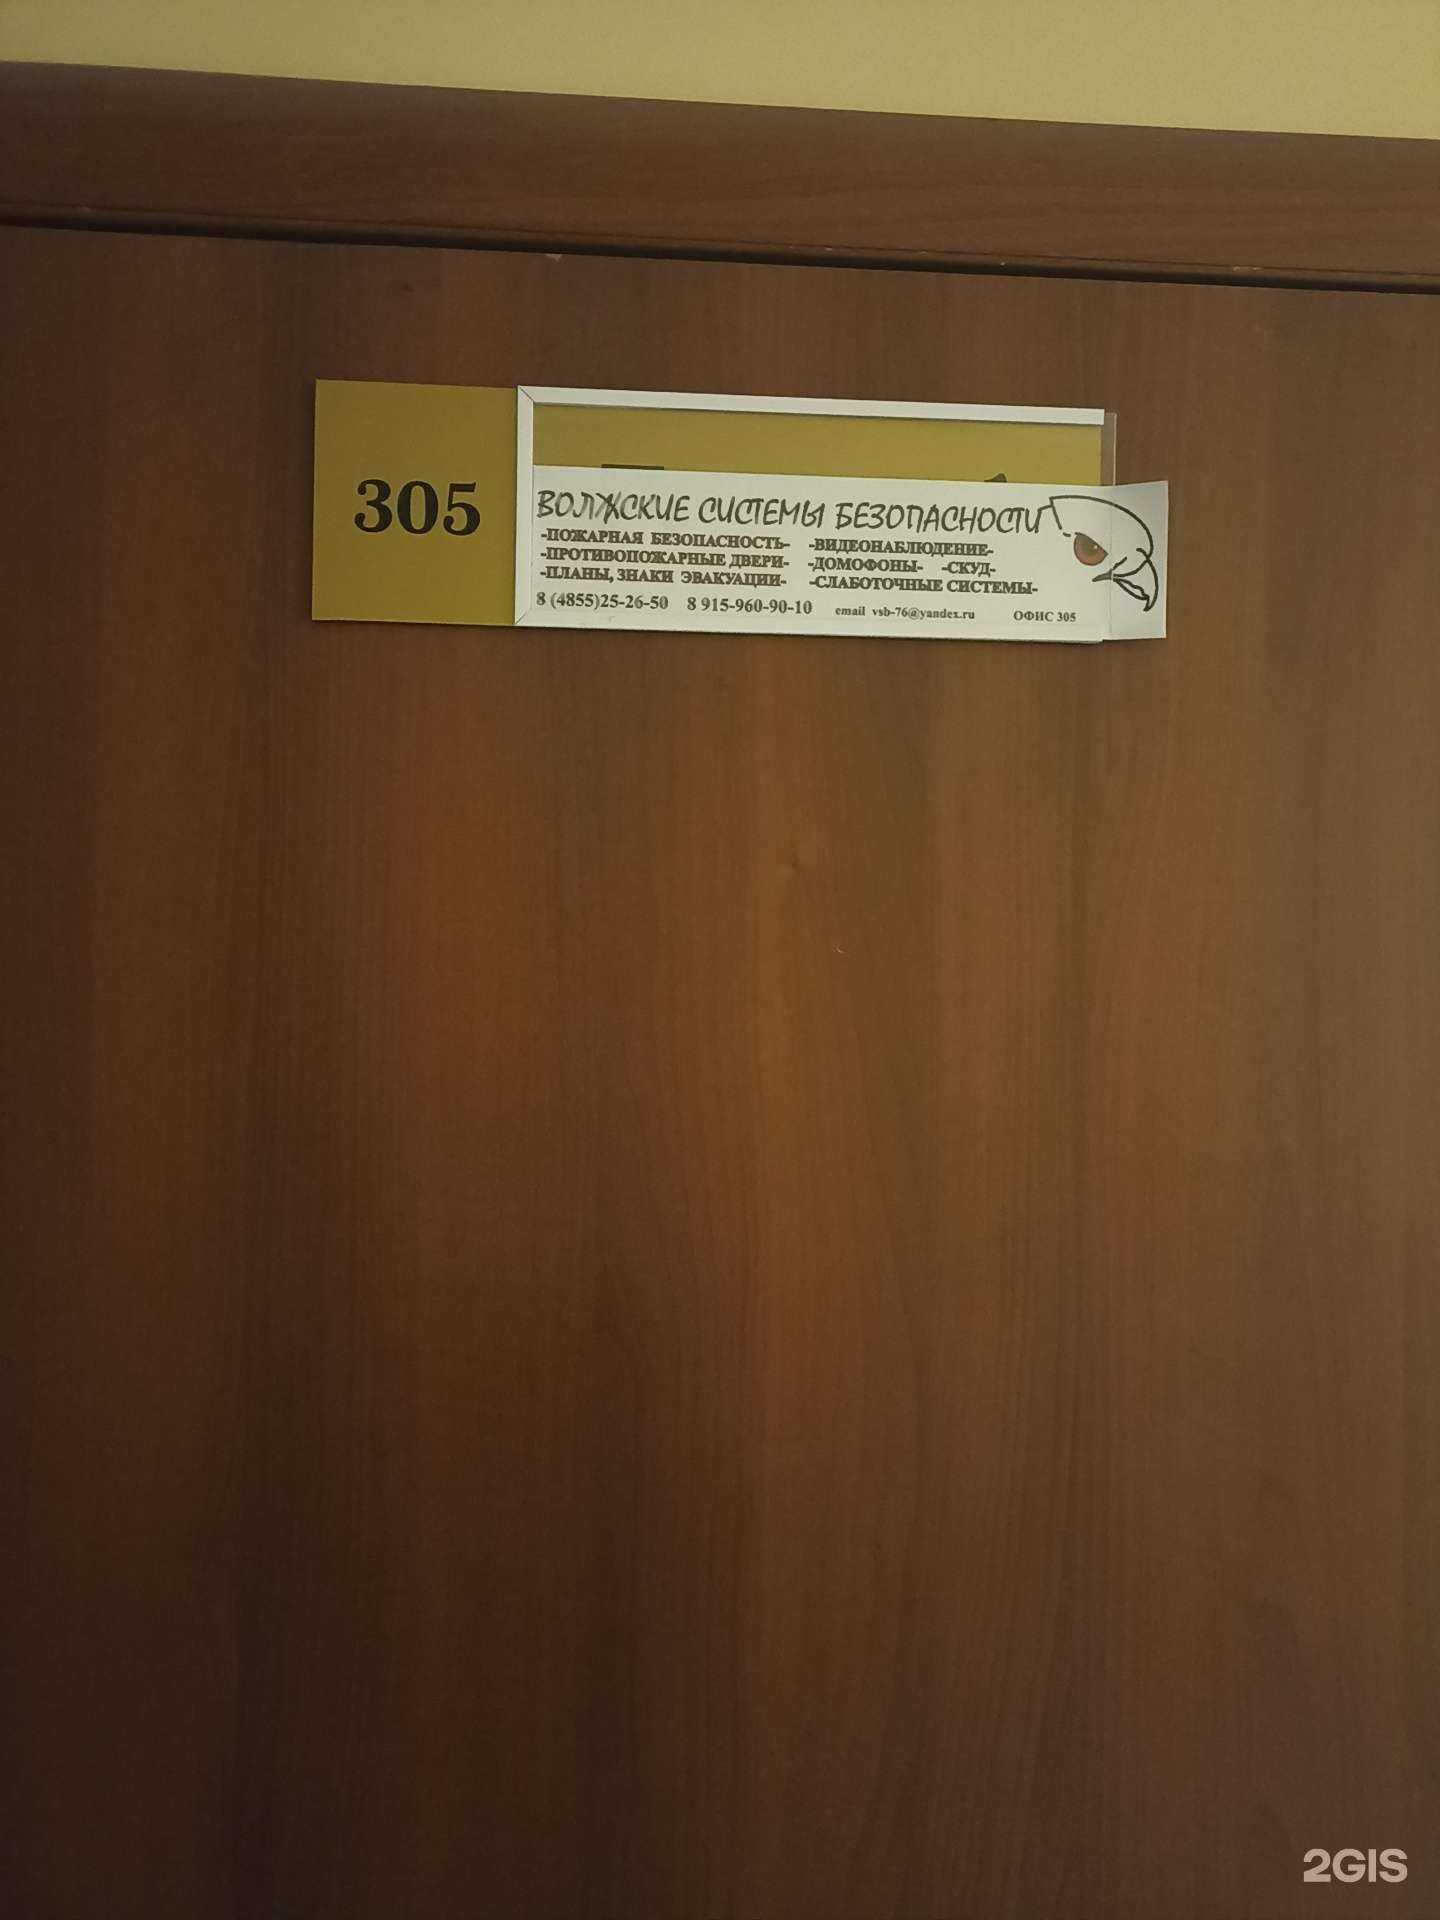 305
ВОЛЖСКИЕ СИСТЕМЫ БЕЗОПАСНОСТИ
-ПОЖАРНАЯ БЕЗОПАСНОСТЬ- -ВИДЕОНАБЛЮДЕНИЕ-
-ПРОТИВОПОЖАРНЫЕ ДВЕРИ- -ДОМОФОНЫ- -СКУД-
-ПЛАНЫ, ЗНАКИ ЭВАКУАЦИИ- -СЛАБОТОЧНЫЕ СИСТЕМЫ-
8 (4855)25-26-50 8 915-960-90-10 email vsb-76@yandex.ru ОФИС 305
2GIS